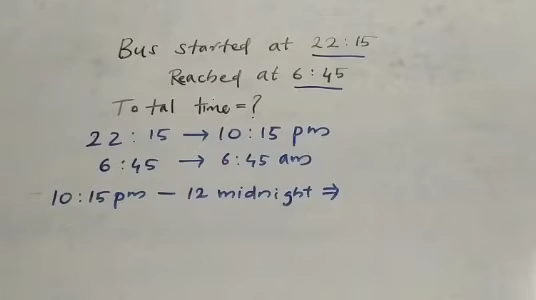 Bus started at 22:15
Reached at 6:45
Total time = ?
22:15 → 10:15 pm
6:45 → 6:45 am
10:15 pm — 12 midnight ⇒